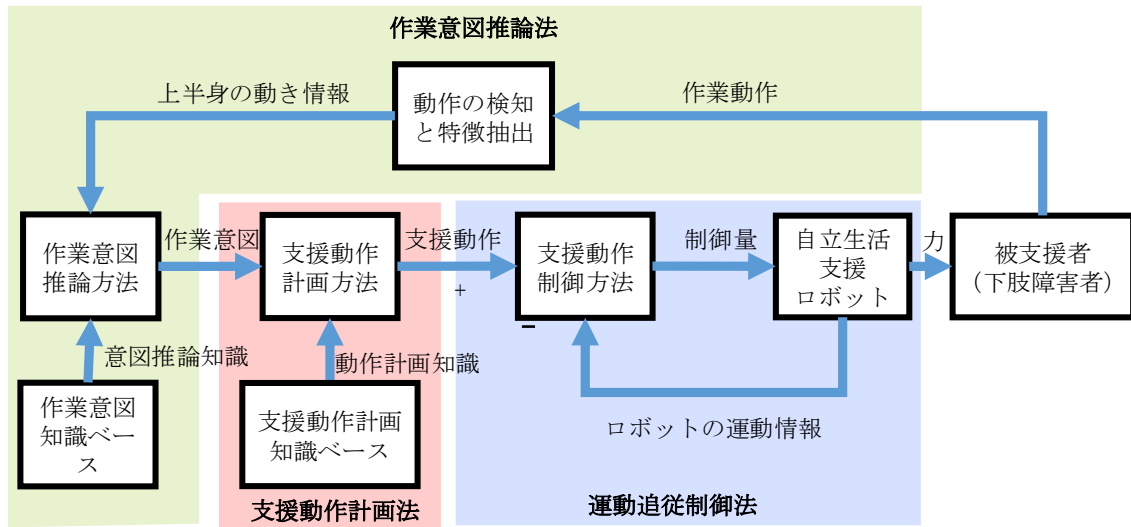 作業意図推論法
上半身の動き情報
動作の検知
と特徴抽出
作業動作
作業意図
推論方法
作業意図
支援動作
計画方法
支援動作
+
−
支援動作
制御方法
制御量
自立生活
支援
ロボット
力
被支援者
（下肢障害者）
意図推論知識
動作計画知識
作業意図
知識ベー
ス
支援動作計画
知識ベース
ロボットの運動情報
支援動作計画法
運動追従制御法